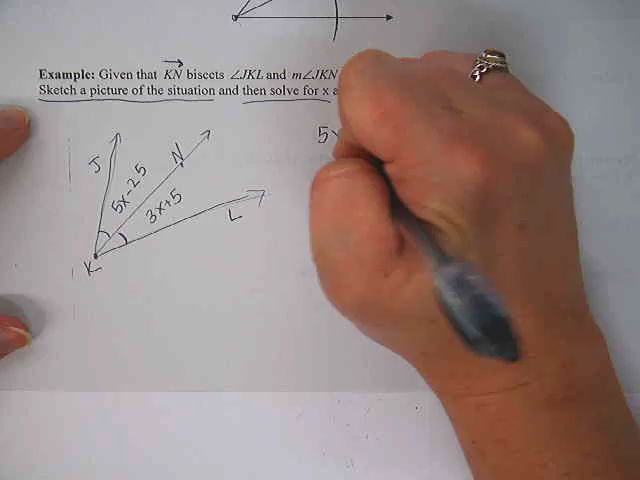 Example: Given that KN bisects ∠JKL and m∠JKN
Sketch a picture of the situation and then solve for x a
5x
J
N
5x-25
3x+5
L
K